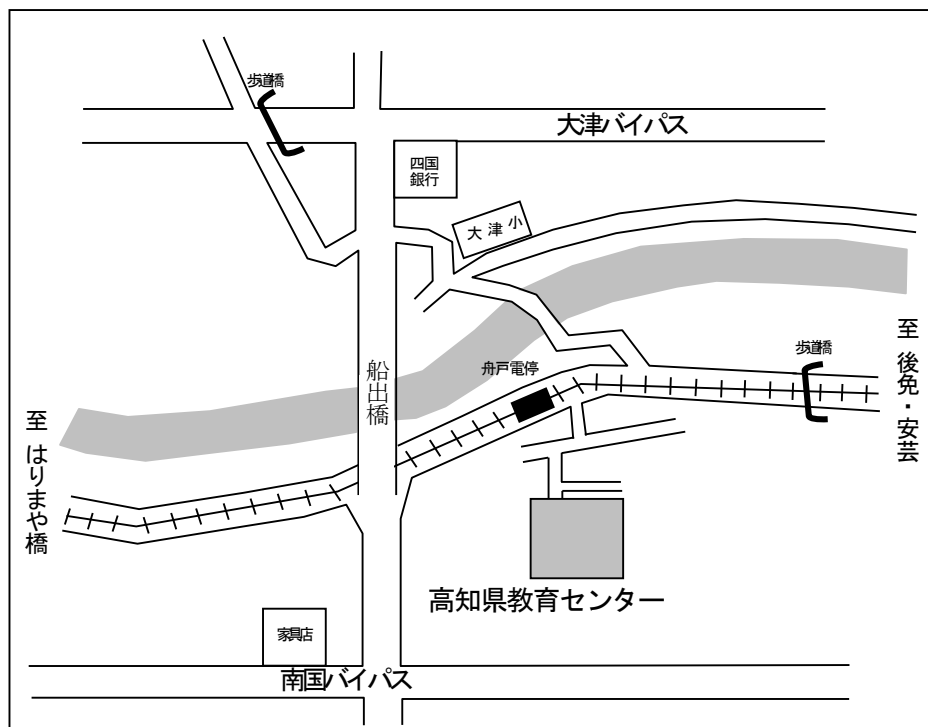 歩道橋
大津バイパス
四国
銀行
大津小
船出橋
舟戸電停
歩道橋
至 後免・安芸
至 はりまや橋
高知県教育センター
家具店
南国バイパス